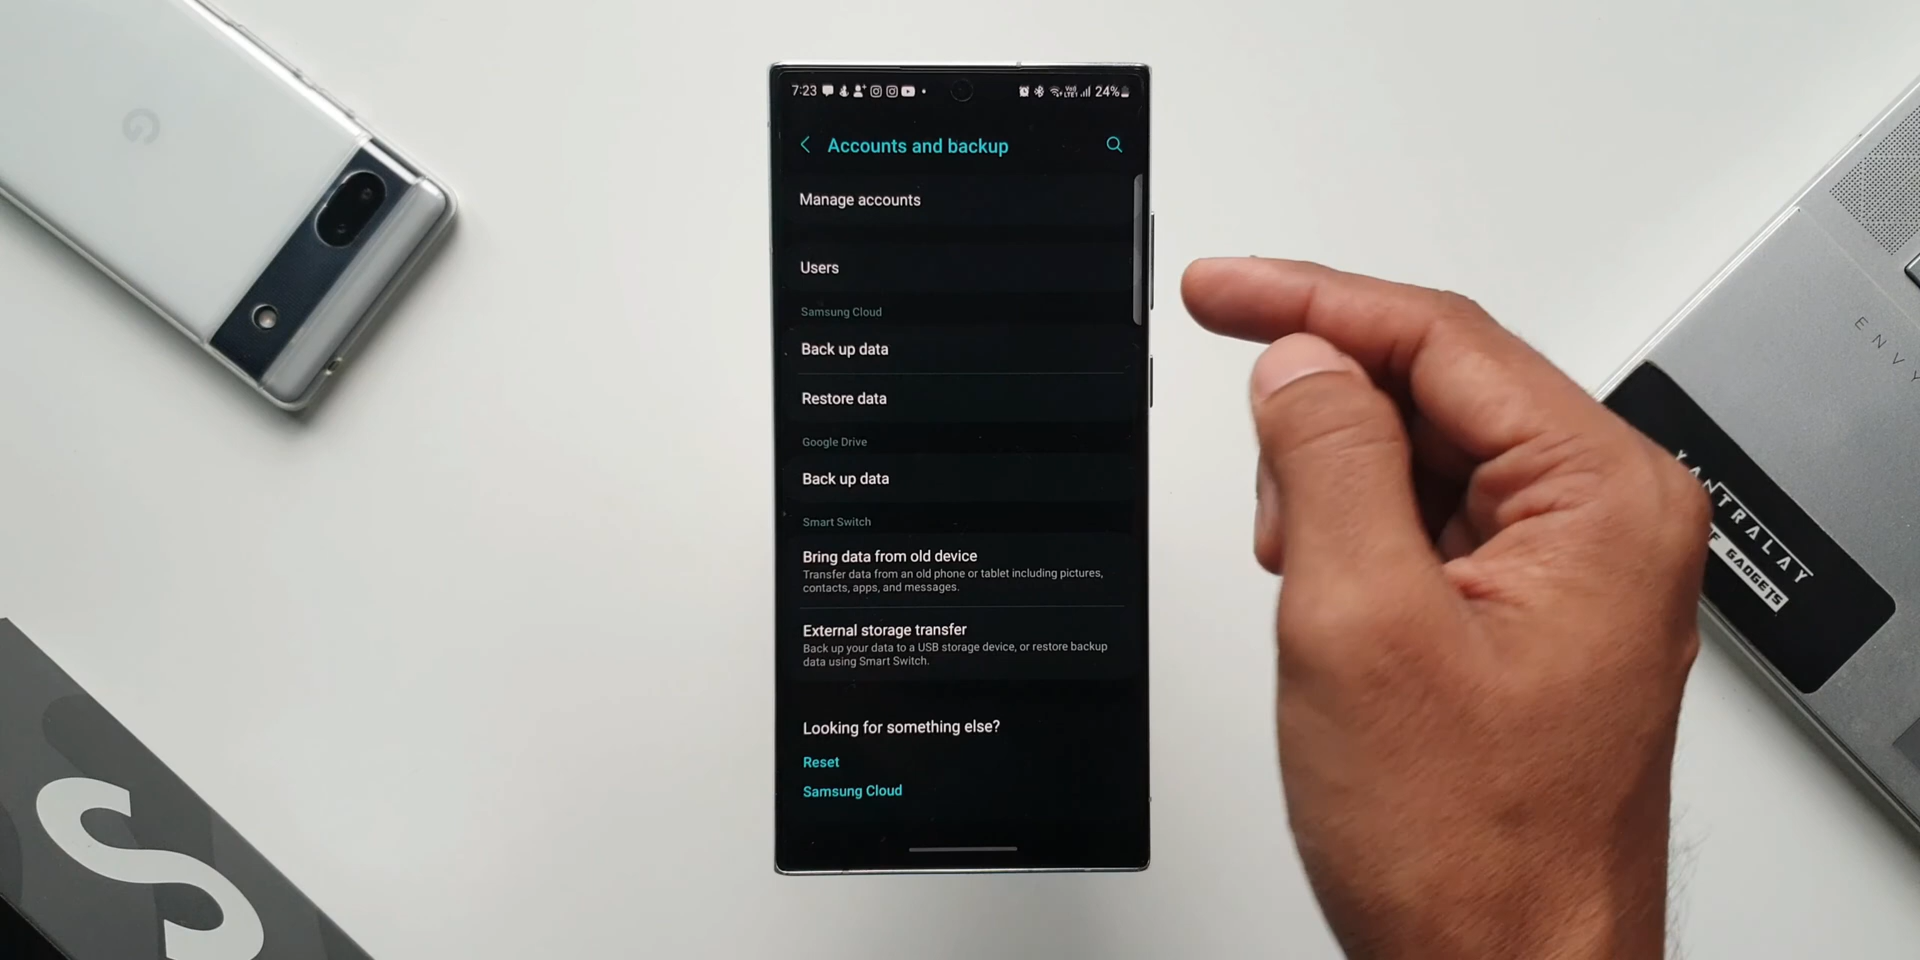 7:23
24%
Accounts and backup
Manage accounts
Users
Samsung Cloud
Back up data
Restore data
Google Drive
Back up data
Smart Switch
Bring data from old device
Transfer data from an old phone or tablet including pictures,
contacts, apps, and messages.
External storage transfer
Back up your data to a USB storage device, or restore backup
data using Smart Switch.
Looking for something else?
Reset
Samsung Cloud
G
S
ENVY
YANTRALAY
OF GADGETS